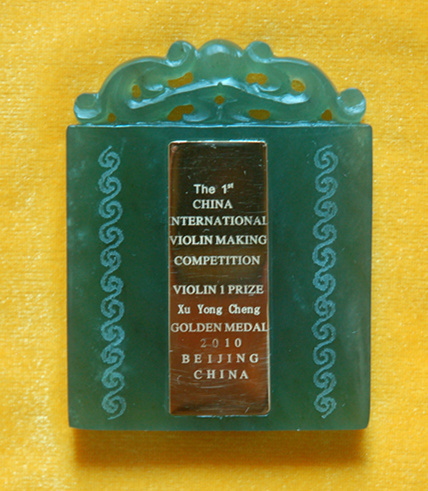 The 1st
CHINA
INTERNATIONAL
VIOLIN MAKING
COMPETITION
VIOLIN 1 PRIZE
Xu Yong Cheng
GOLDEN MEDAL
2010
BEIJING
CHINA